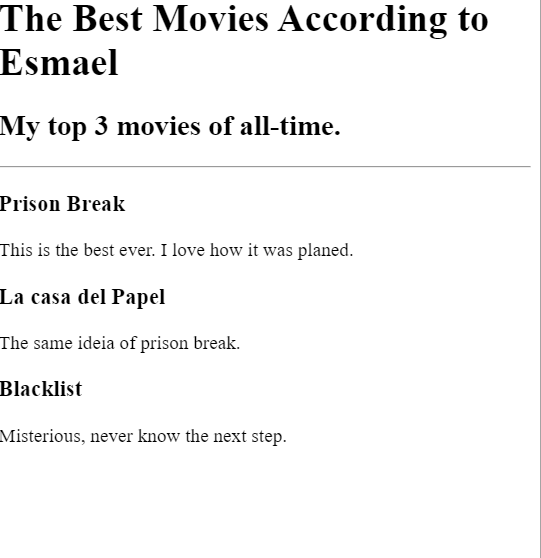 The Best Movies According to
Esmael
My top 3 movies of all-time.
Prison Break
This is the best ever. I love how it was planed.
La casa del Papel
The same ideia of prison break.
Blacklist
Misterious, never know the next step.